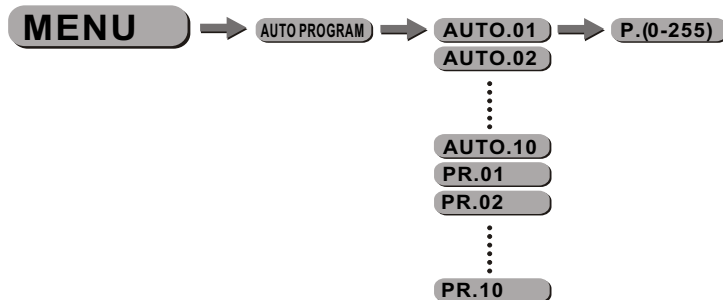 MENU AUTO PROGRAM AUTO.01 P.(0-255)
AUTO.02
AUTO.10
PR.01
PR.02
PR.10